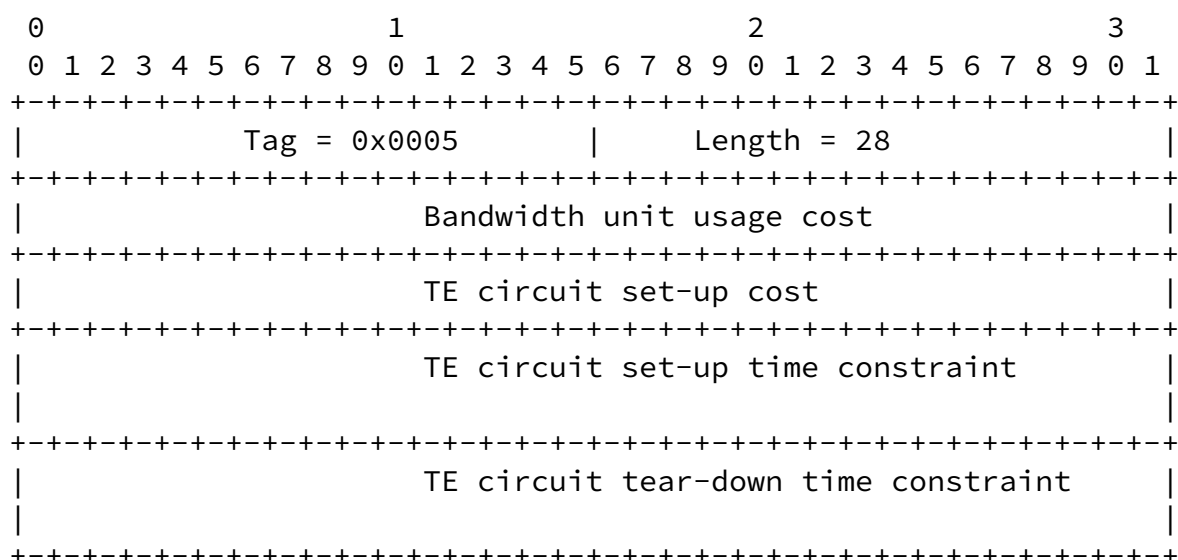 0                   1                   2                   3
0 1 2 3 4 5 6 7 8 9 0 1 2 3 4 5 6 7 8 9 0 1 2 3 4 5 6 7 8 9 0 1
+-+-+-+-+-+-+-+-+-+-+-+-+-+-+-+-+-+-+-+-+-+-+-+-+-+-+-+-+-+-+-+-+
|            Tag = 0x0005       |     Length = 28               |
+-+-+-+-+-+-+-+-+-+-+-+-+-+-+-+-+-+-+-+-+-+-+-+-+-+-+-+-+-+-+-+-+
|                      Bandwidth unit usage cost                |
+-+-+-+-+-+-+-+-+-+-+-+-+-+-+-+-+-+-+-+-+-+-+-+-+-+-+-+-+-+-+-+-+
|                      TE circuit set-up cost                   |
+-+-+-+-+-+-+-+-+-+-+-+-+-+-+-+-+-+-+-+-+-+-+-+-+-+-+-+-+-+-+-+-+
|                      TE circuit set-up time constraint        |
|                                                               |
+-+-+-+-+-+-+-+-+-+-+-+-+-+-+-+-+-+-+-+-+-+-+-+-+-+-+-+-+-+-+-+-+
|                      TE circuit tear-down time constraint     |
|                                                               |
+-+-+-+-+-+-+-+-+-+-+-+-+-+-+-+-+-+-+-+-+-+-+-+-+-+-+-+-+-+-+-+-+